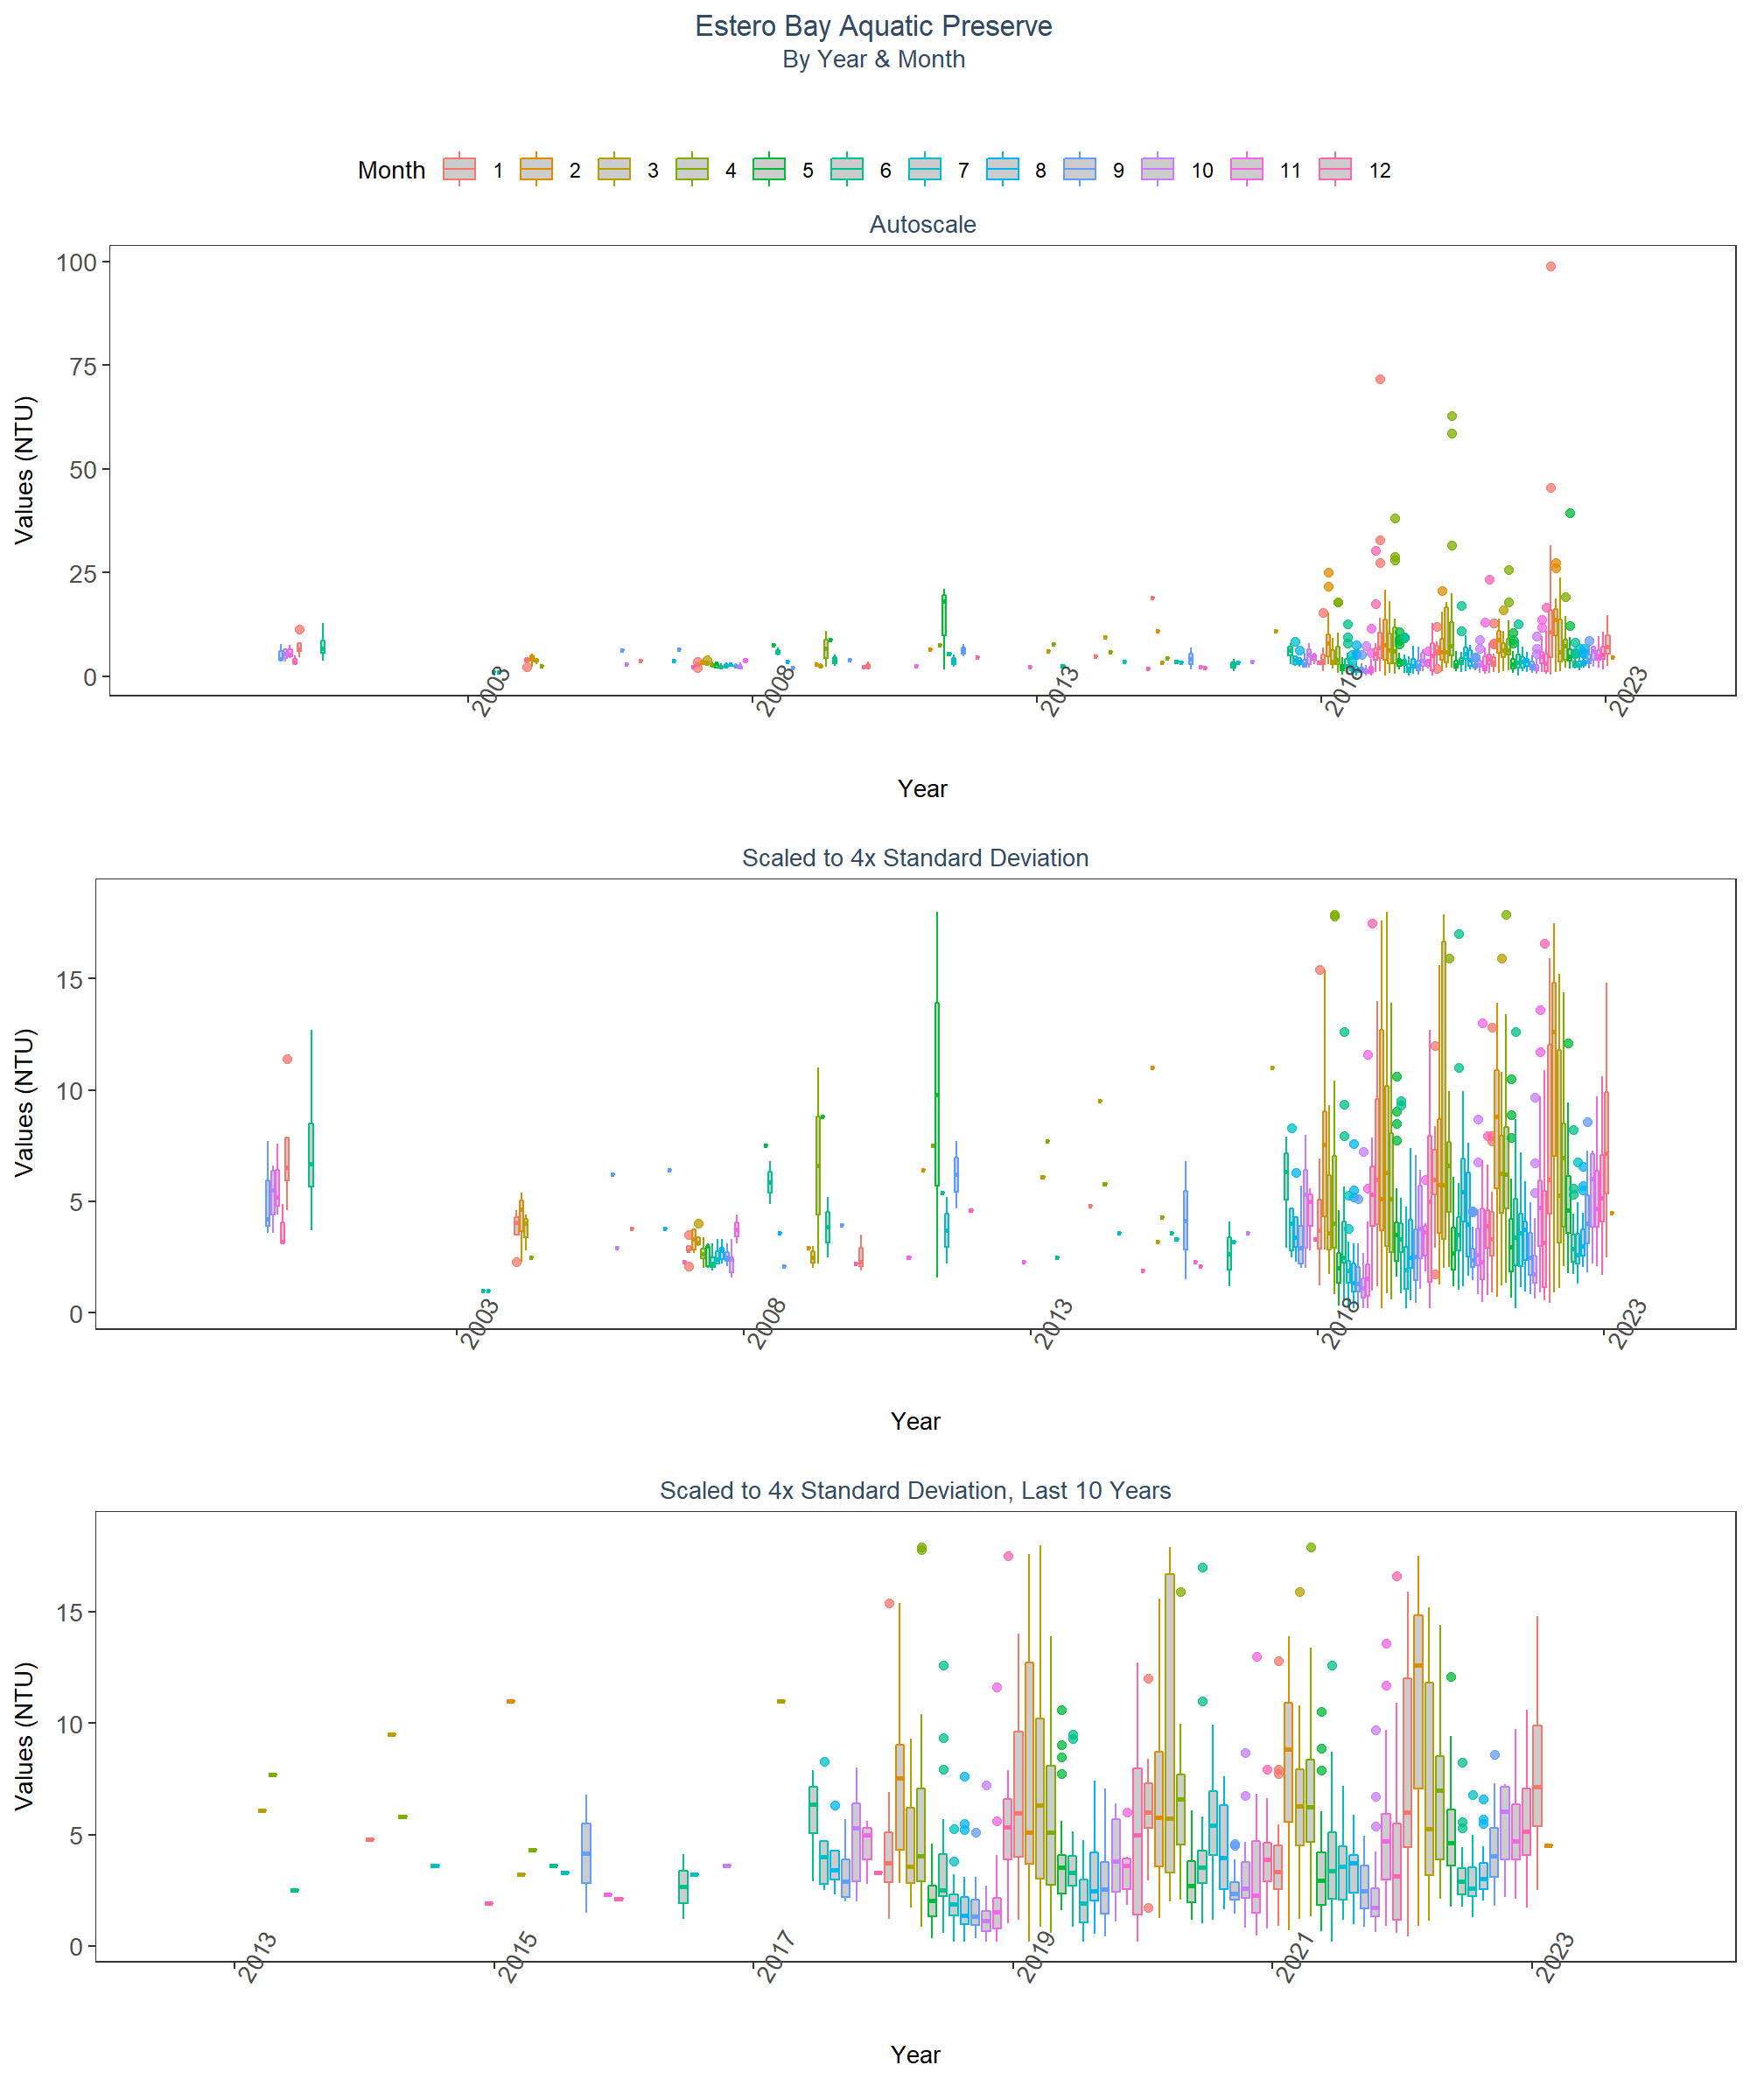 Estero Bay Aquatic Preserve
By Year & Month
Month 1 2 3 4 5 6 7 8 9 10 11 12
Autoscale
100
75
50
25
0
Values (NTU)
2003 2008 2013 2018 2023
Year
Scaled to 4x Standard Deviation
15
10
5
0
Values (NTU)
2003 2008 2013 2018 2023
Year
Scaled to 4x Standard Deviation, Last 10 Years
15
10
5
0
Values (NTU)
2013 2015 2017 2019 2021 2023
Year